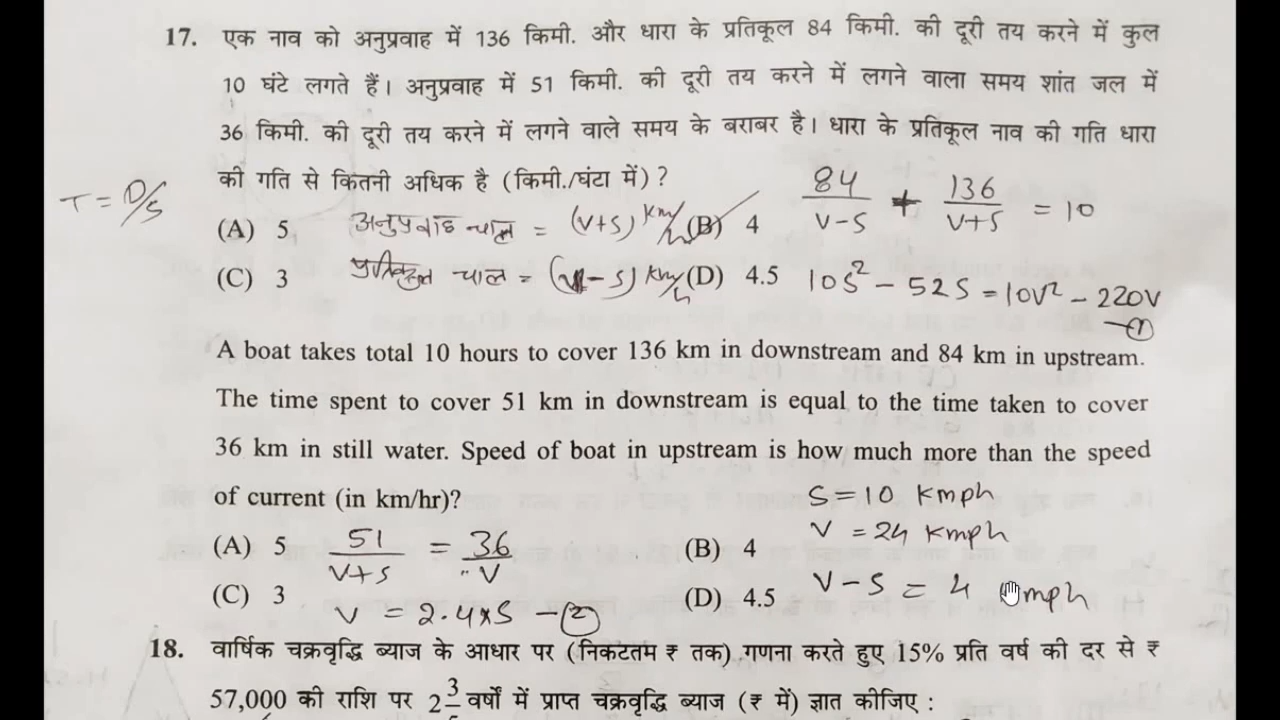 17. एक नाव को अनुप्रवाह में 136 किमी. और धारा के प्रतिकूल 84 किमी. की दूरी तय करने में कुल
10 घंटे लगते हैं। अनुप्रवाह में 51 किमी. की दूरी तय करने में लगने वाला समय शांत जल में
36 किमी. की दूरी तय करने में लगने वाले समय के बराबर है। धारा के प्रतिकूल नाव की गति धारा
की गति से कितनी अधिक है (किमी./घंटा में) ?
T = D/S
84/V-S + 136/V+S = 10
(A) 5 अनुप्रवाह चाल = (V+S) km/h (B) 4
(C) 3 प्रतिकूल चाल = (V-S) km/h (D) 4.5
10S² - 52S = 10V² - 220V
—①
A boat takes total 10 hours to cover 136 km in downstream and 84 km in upstream.
The time spent to cover 51 km in downstream is equal to the time taken to cover
36 km in still water. Speed of boat in upstream is how much more than the speed
of current (in km/hr)?
S = 10 Kmph
V = 24 Kmph
(A) 5 51/V+S = 36/V (B) 4
(C) 3 (D) 4.5
V - S = 4 mph
V = 2.4×S —②
18. वार्षिक चक्रवृद्धि ब्याज के आधार पर (निकटतम ₹ तक) गणना करते हुए 15% प्रति वर्ष की दर से ₹
57,000 की राशि पर 2 3/5 वर्षों में प्राप्त चक्रवृद्धि ब्याज (₹ में) ज्ञात कीजिए :